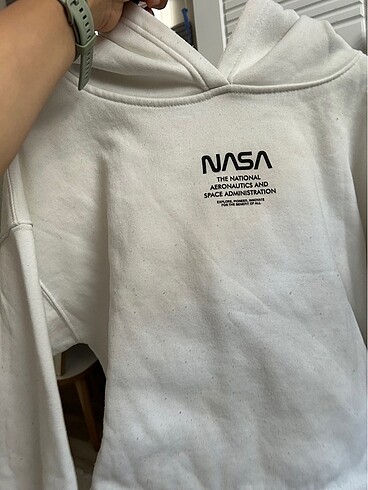 NASA
THE NATIONAL
AERONAUTICS AND
SPACE ADMINISTRATION
EXPLORE, PIONEER, INNOVATE
FOR THE BENEFIT OF ALL